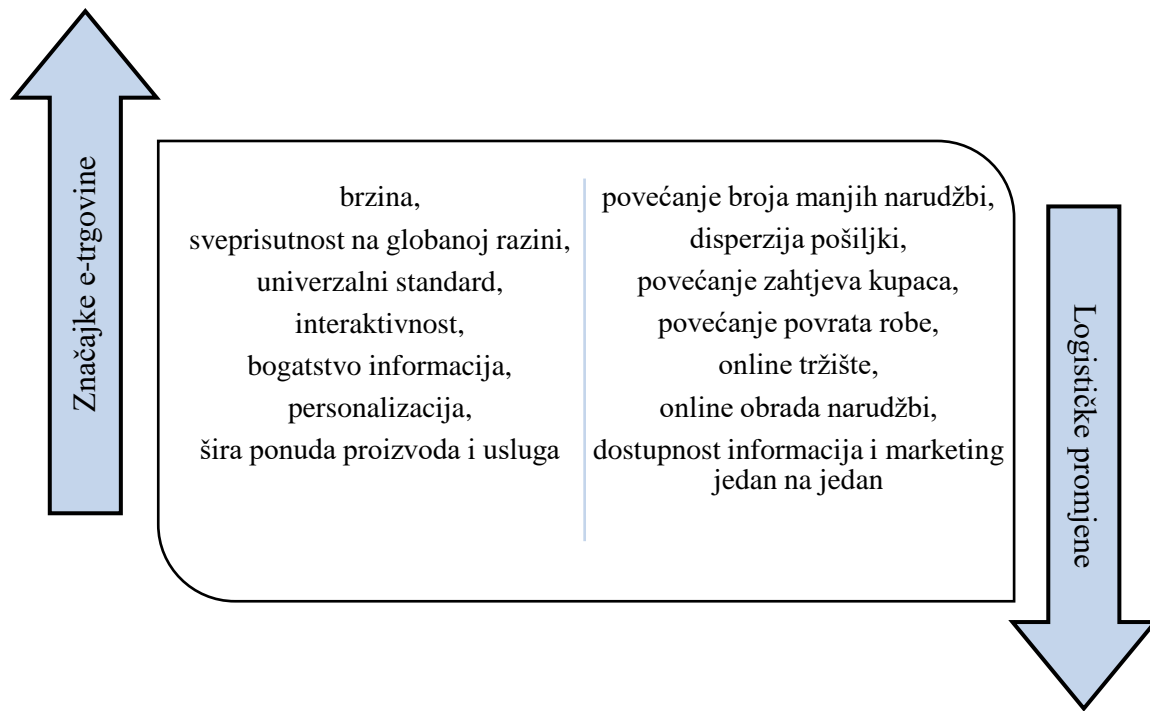 Značajke e-trgovine
brzina,
sveprisutnost na globanoj razini,
univerzalni standard,
interaktivnost,
bogatstvo informacija,
personalizacija,
šira ponuda proizvoda i usluga
povećanje broja manjih narudžbi,
disperzija pošiljki,
povećanje zahtjeva kupaca,
povećanje povrata robe,
online tržište,
online obrada narudžbi,
dostupnost informacija i marketing
jedan na jedan
Logističke promjene